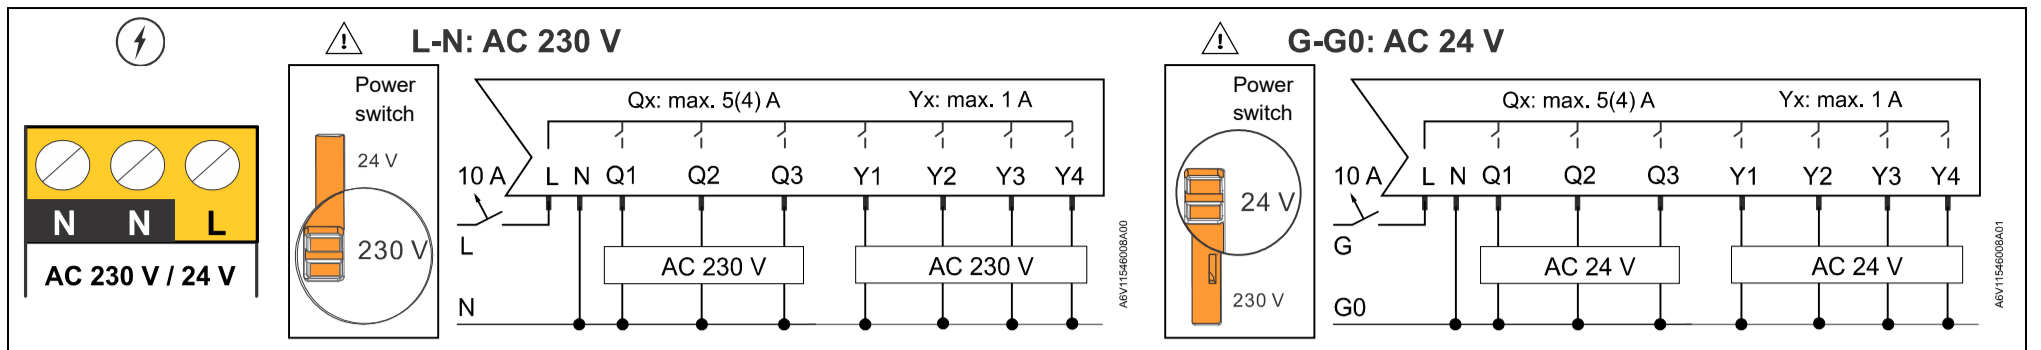 N N L
AC 230 V / 24 V
L-N: AC 230 V
Power
switch
24 V
230 V
Qx: max. 5(4) A Yx: max. 1 A
10 A L N Q1 Q2 Q3 Y1 Y2 Y3 Y4
L
AC 230 V AC 230 V
N
A6V11546008A00
G-G0: AC 24 V
Power
switch
24 V
230 V
Qx: max. 5(4) A Yx: max. 1 A
10 A L N Q1 Q2 Q3 Y1 Y2 Y3 Y4
G
AC 24 V AC 24 V
G0
A6V11546008A01